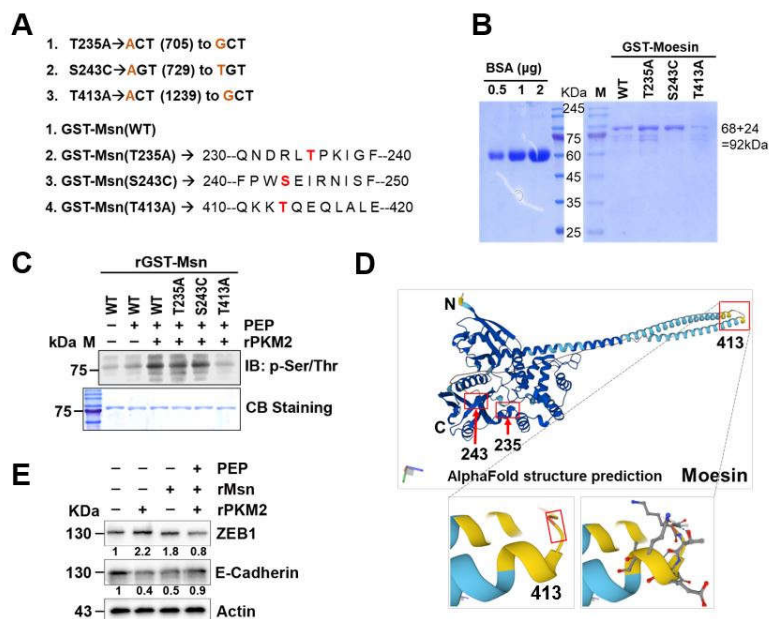 A
1. T235A→ACT (705) to GCT
2. S243C→AGT (729) to TGT
3. T413A→ACT (1239) to GCT
1. GST-Msn(WT)
2. GST-Msn(T235A) → 230--Q N D R L T P K I G F--240
3. GST-Msn(S243C) → 240--F P W S E I R N I S F--250
4. GST-Msn(T413A) → 410--Q K K T Q E Q L A L E--420
B
GST-Moesin
BSA (µg)
0.5 1 2 KDa M WT T235A S243C T413A
245
100
75
60
45
35
25
68+24
=92kDa
C
rGST-Msn
WT WT WT T235A S243C T413A
– + + + + + PEP
– – + + + + rPKM2
kDa M
75 IB: p-Ser/Thr
75 CB Staining
D
N
413
C
243
235
AlphaFold structure prediction Moesin
413
E
– – – + PEP
– – + + rMsn
– + – + rPKM2
KDa
130 ZEB1
1 2.2 1.8 0.8
130 E-Cadherin
1 0.4 0.5 0.9
43 Actin